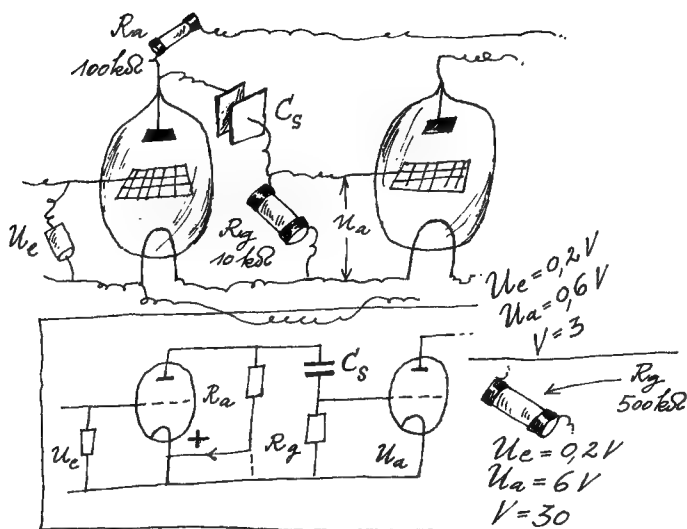 Ra
100kΩ
Cs
Ue
Rg
10kΩ
Ua
Ue=0,2V
Ua=0,6V
V=3
Ra
Cs
Ue
+
Rg
Ua
Rg
500kΩ
Ue=0,2V
Ua=6V
V=30